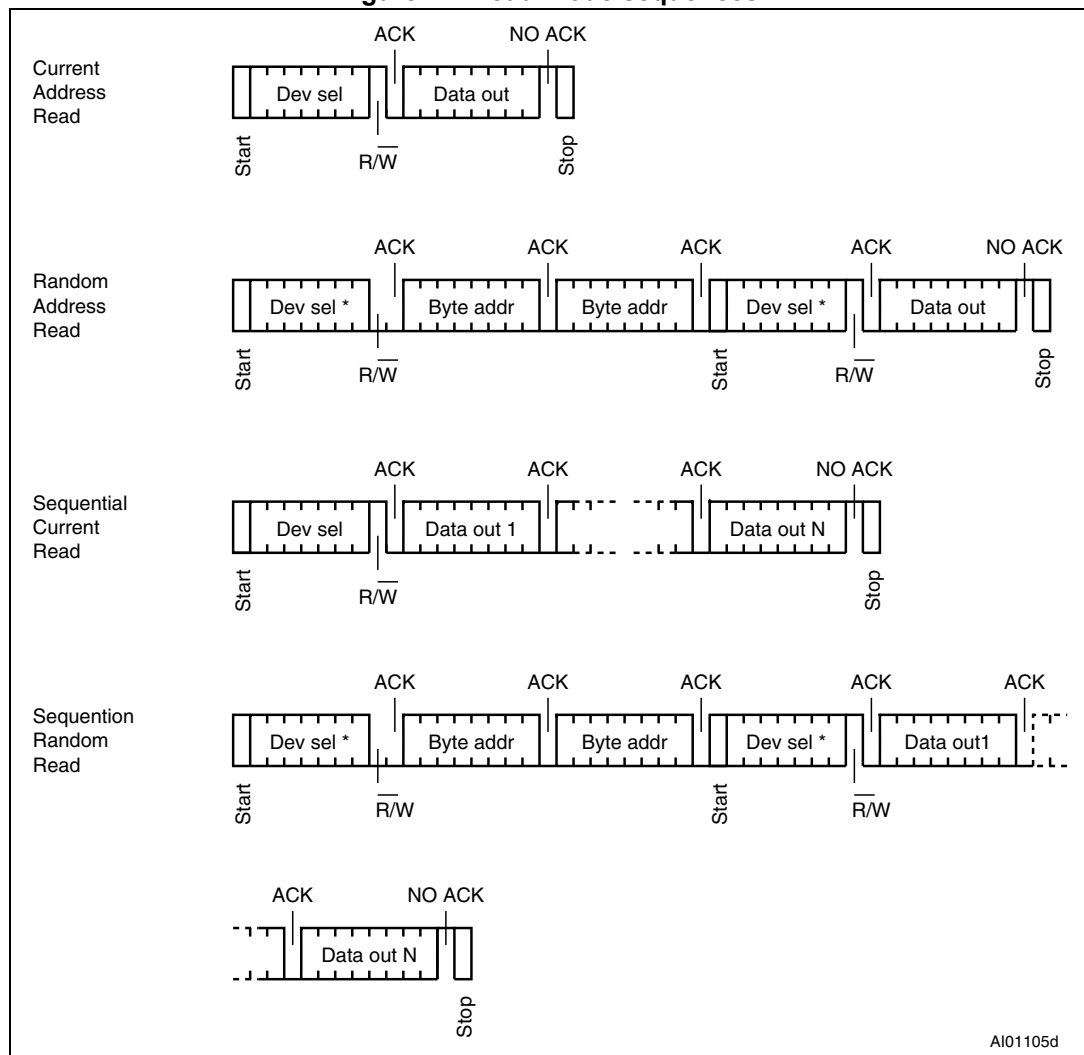 Current
Address
Read
ACK NO ACK
Dev sel Data out
Start R/W Stop
Random
Address
Read
ACK ACK ACK ACK NO ACK
Dev sel * Byte addr Byte addr Dev sel * Data out
Start R/W Start R/W Stop
Sequential
Current
Read
ACK ACK ACK NO ACK
Dev sel Data out 1 Data out N
Start R/W Stop
Sequention
Random
Read
ACK ACK ACK ACK ACK
Dev sel * Byte addr Byte addr Dev sel * Data out1
Start R/W Start R/W
ACK NO ACK
Data out N
Stop
AI01105d